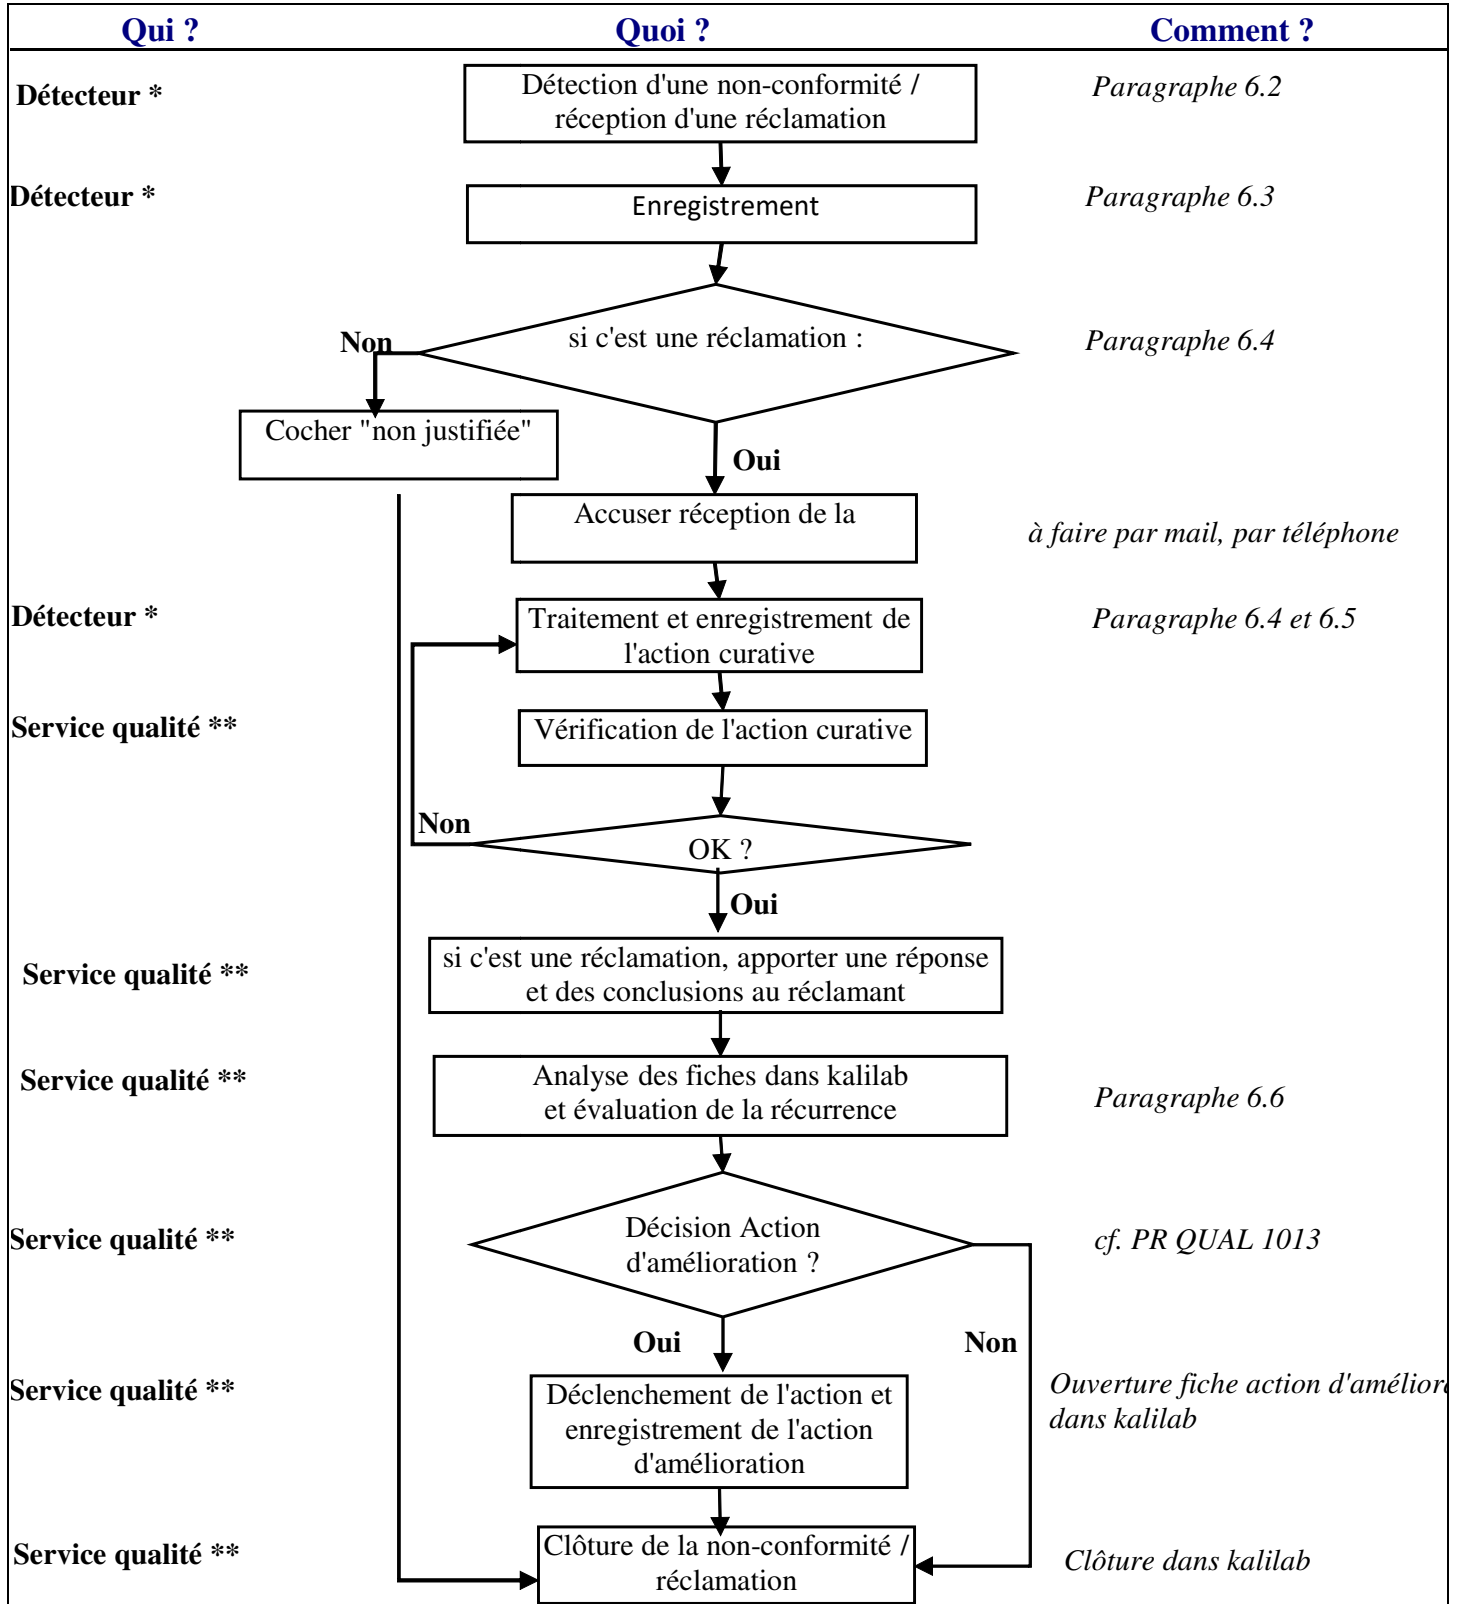 Qui ?
Quoi ?
Comment ?
Détecteur *
Détection d'une non-conformité /
réception d'une réclamation
Paragraphe 6.2
Détecteur *
Enregistrement
Paragraphe 6.3
Non
si c'est une réclamation :
Paragraphe 6.4
Cocher "non justifiée"
Oui
Accuser réception de la
à faire par mail, par téléphone
Détecteur *
Traitement et enregistrement de
l'action curative
Paragraphe 6.4 et 6.5
Service qualité **
Vérification de l'action curative
Non
OK ?
Oui
Service qualité **
si c'est une réclamation, apporter une réponse
et des conclusions au réclamant
Service qualité **
Analyse des fiches dans kalilab
et évaluation de la récurrence
Paragraphe 6.6
Service qualité **
Décision Action
d'amélioration ?
cf. PR QUAL 1013
Oui
Non
Service qualité **
Déclenchement de l'action et
enregistrement de l'action
d'amélioration
Ouverture fiche action d'améliora
dans kalilab
Service qualité **
Clôture de la non-conformité /
réclamation
Clôture dans kalilab